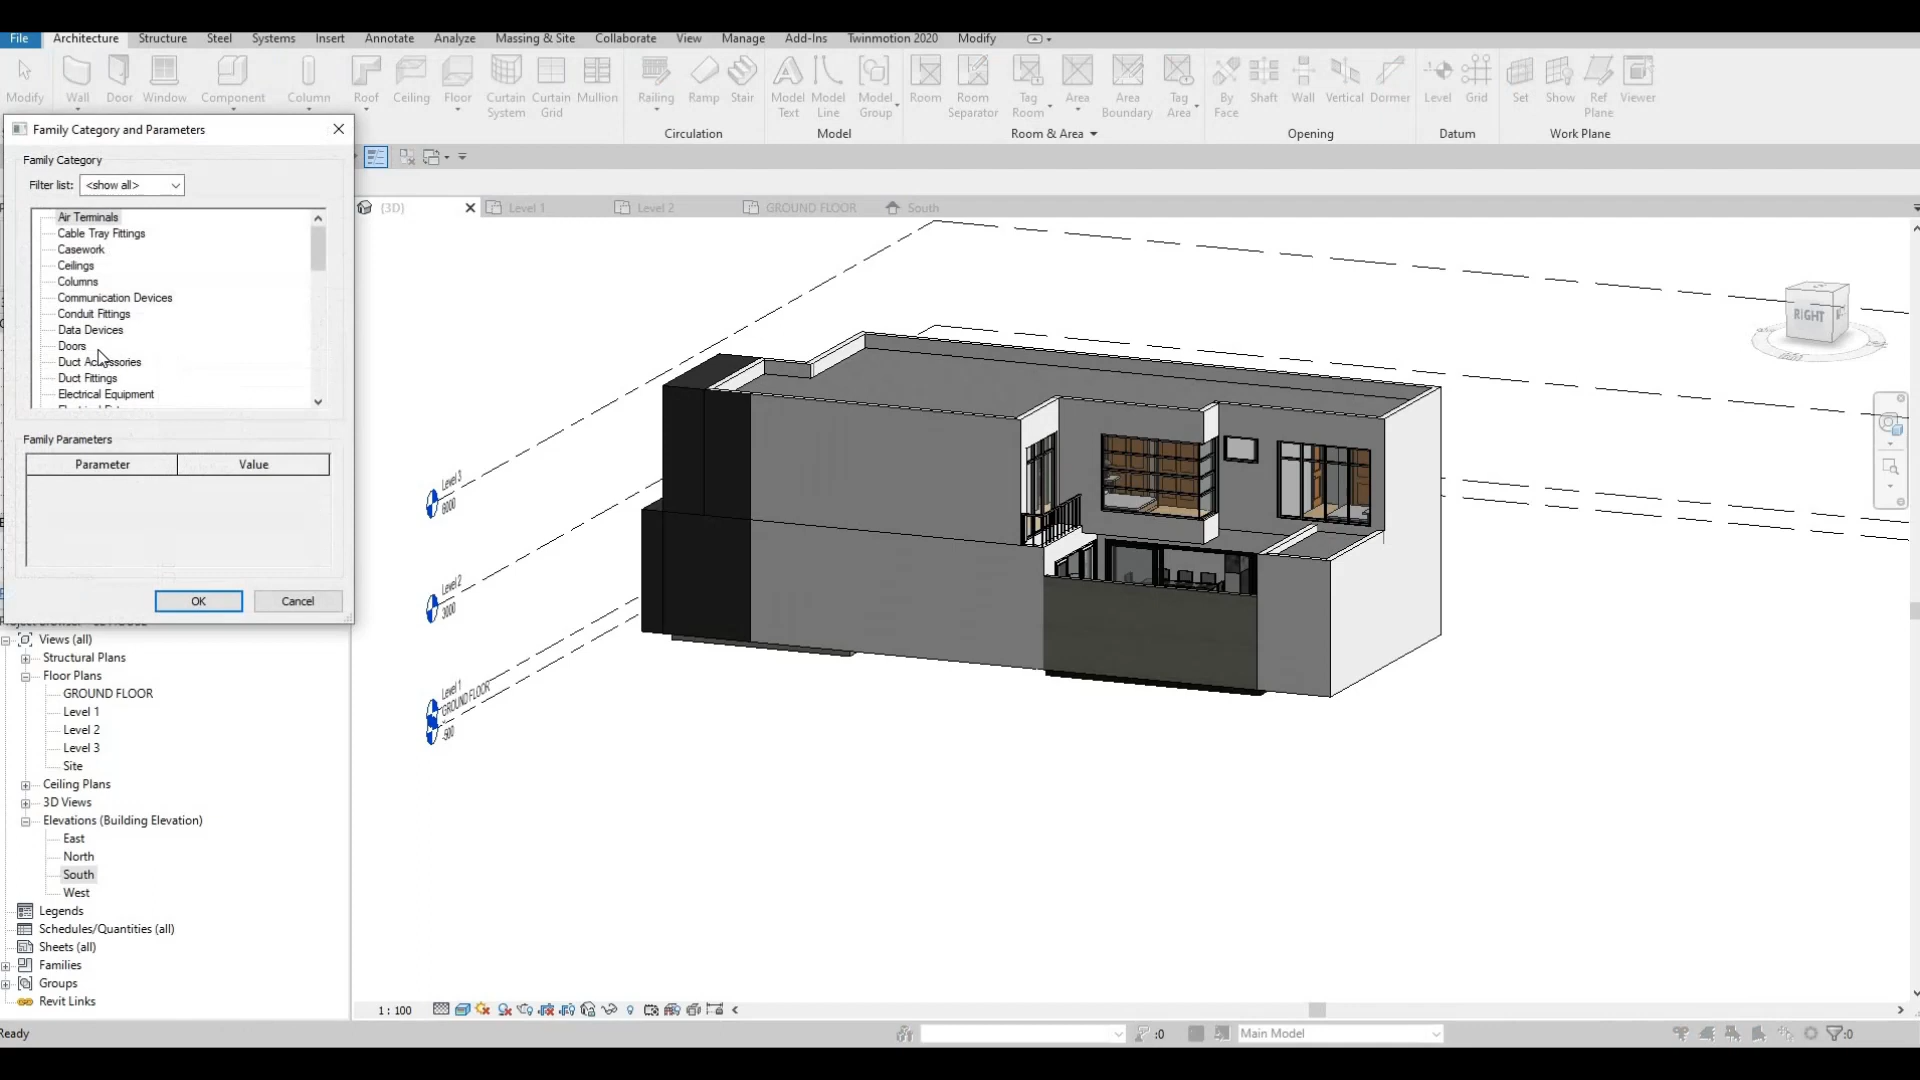 File Architecture Structure Steel Systems Insert Annotate Analyze Massing & Site Collaborate View Manage Add-Ins Twinmotion 2020 Modify
Modify Wall Door Window Component Column Roof Ceiling Floor Curtain System Curtain Grid Mullion Railing Ramp Stair Model Text Model Line Model Group Room Room Separator Tag Room Area Area Boundary Tag Area By Face Shaft Wall Vertical Dormer Level Grid Set Show Ref Plane Viewer
Circulation Model Room & Area Opening Datum Work Plane
Family Category and Parameters
Family Category
Filter list: <show all>
Air Terminals
Cable Tray Fittings
Casework
Ceilings
Columns
Communication Devices
Conduit Fittings
Data Devices
Doors
Duct Accessories
Duct Fittings
Electrical Equipment
Family Parameters
Parameter Value
OK Cancel
{3D} Level 1 Level 2 GROUND FLOOR South
RIGHT
Level 3
6000
Level 2
3000
Level 1
GROUND FLOOR
-500
Views (all)
Structural Plans
Floor Plans
GROUND FLOOR
Level 1
Level 2
Level 3
Site
Ceiling Plans
3D Views
Elevations (Building Elevation)
East
North
South
West
Legends
Schedules/Quantities (all)
Sheets (all)
Families
Groups
Revit Links
1 : 100
Ready
:0
Main Model
:0